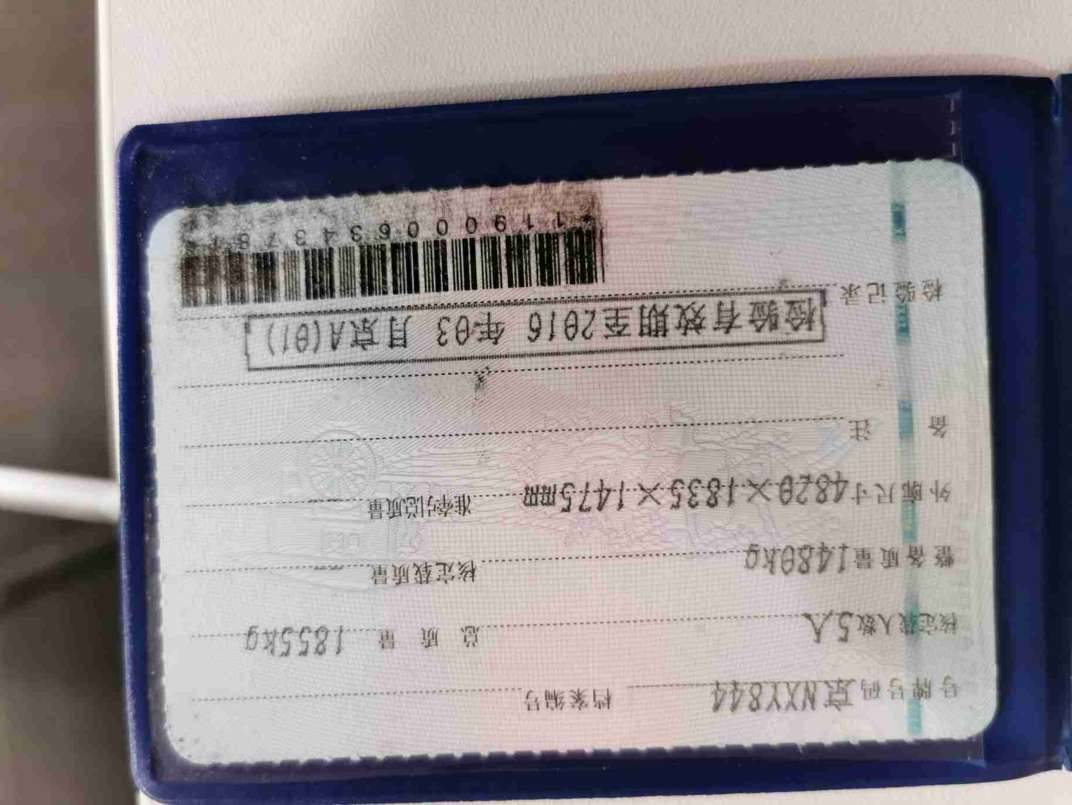 号牌号码 京NXY844 档案编号
核定载人数 5人 总质量 1855kg
整备质量 1480kg 核定载质量 --
外廓尺寸 4820×1835×1475mm 准牵引总质量 --
备注
检验记录
检验有效期至2016年03月京A(01)
*119000634378